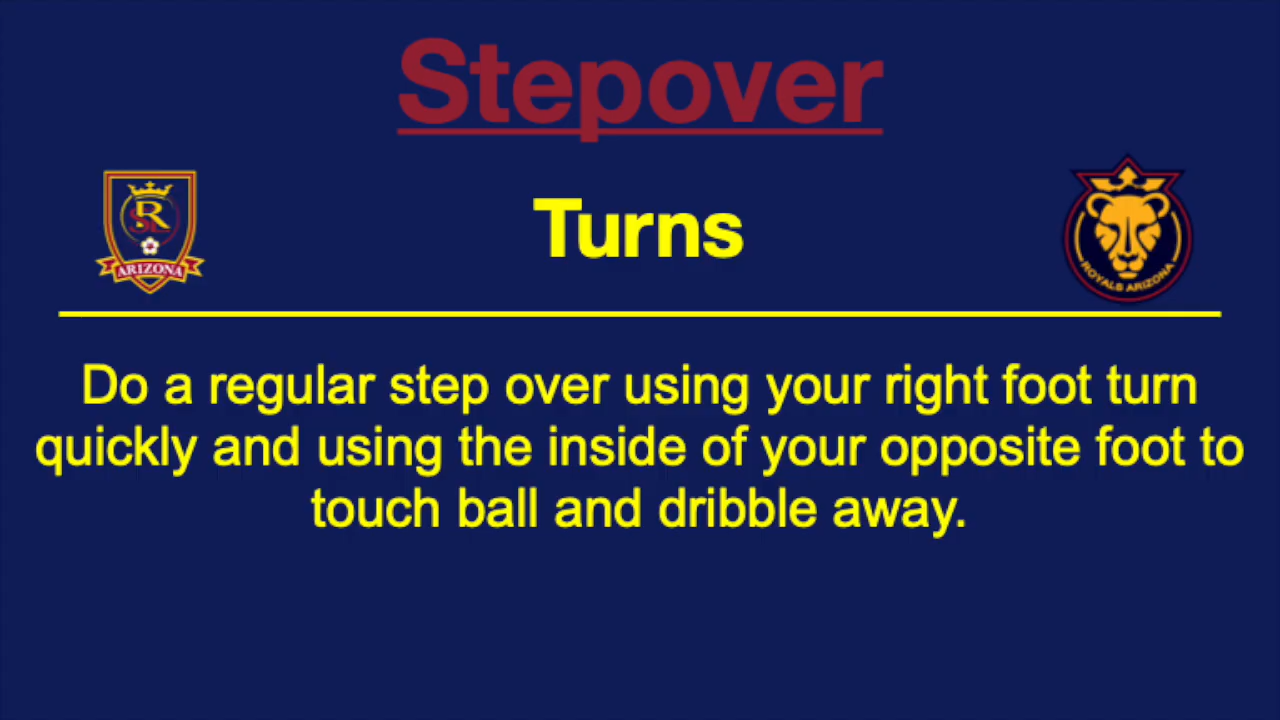 Stepover
Turns
RSL
ARIZONA
ROYALS ARIZONA
Do a regular step over using your right foot turn
quickly and using the inside of your opposite foot to
touch ball and dribble away.